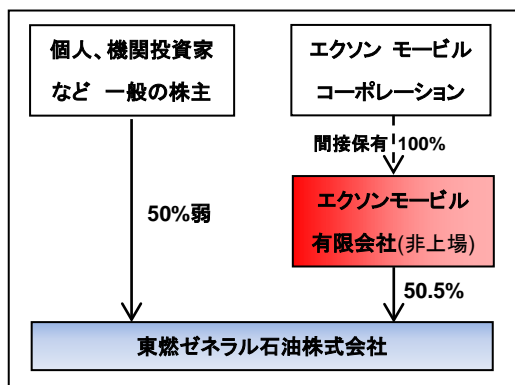 個人、機関投資家
など 一般の株主
エクソン モービル
コーポレーション
間接保有 100%
エクソンモービル
有限会社(非上場)
50%弱
50.5%
東燃ゼネラル石油株式会社